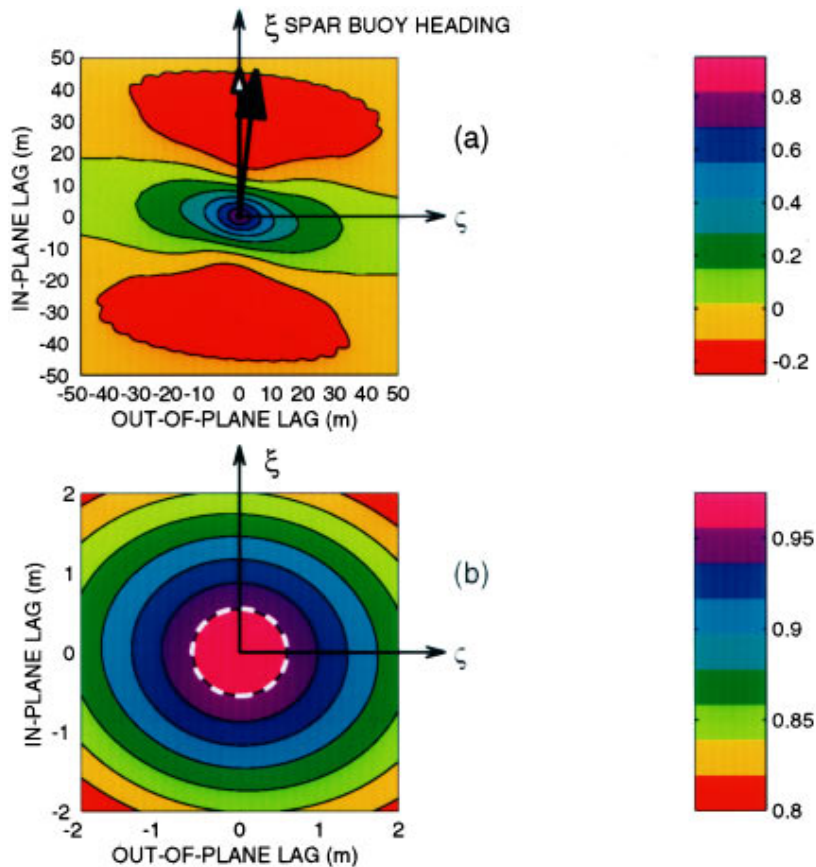 ξ SPAR BUOY HEADING
50
40
30
20
10
0
-10
-20
-30
-40
-50
IN-PLANE LAG (m)
-50 -40 -30 -20 -10 0 10 20 30 40 50
OUT-OF-PLANE LAG (m)
ς
(a)
0.8
0.6
0.4
0.2
0
-0.2
ξ
2
1
0
-1
-2
IN-PLANE LAG (m)
-2 -1 0 1 2
OUT-OF-PLANE LAG (m)
ς
(b)
0.95
0.9
0.85
0.8